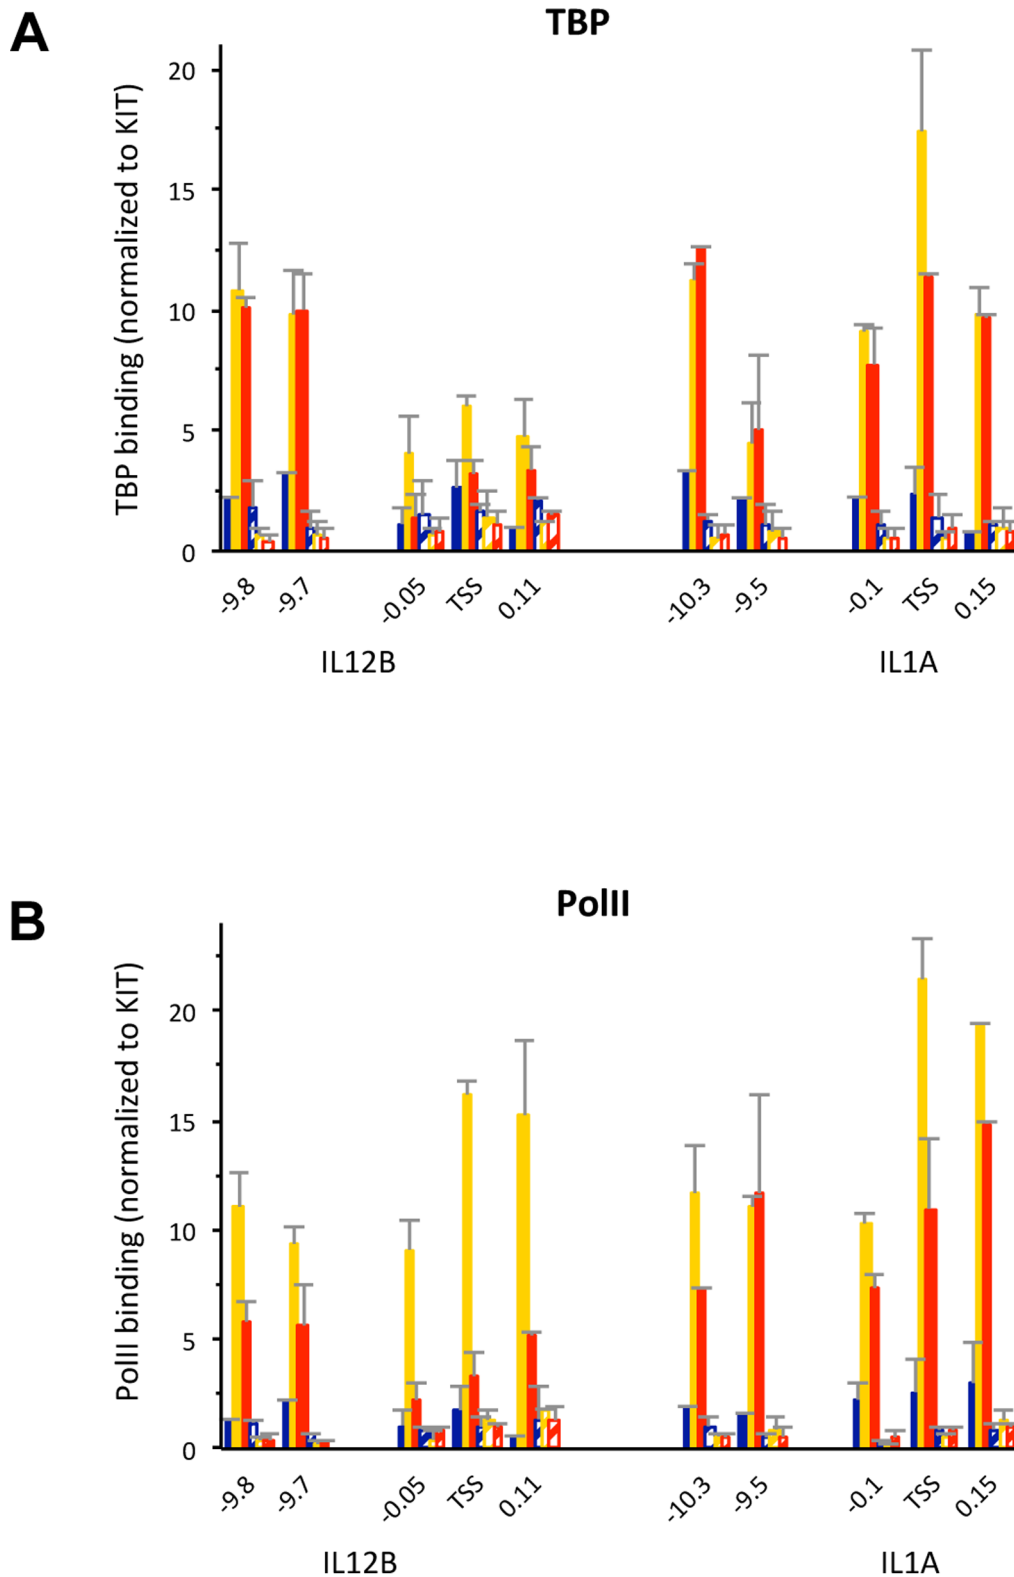 A
TBP
TBP binding (normalized to KIT)
20
15
10
5
0
-9.8 -9.7 -0.05 TSS 0.11 -10.3 -9.5 -0.1 TSS 0.15
IL12B IL1A
B
PolII
PolII binding (normalized to KIT)
20
15
10
5
0
-9.8 -9.7 -0.05 TSS 0.11 -10.3 -9.5 -0.1 TSS 0.15
IL12B IL1A